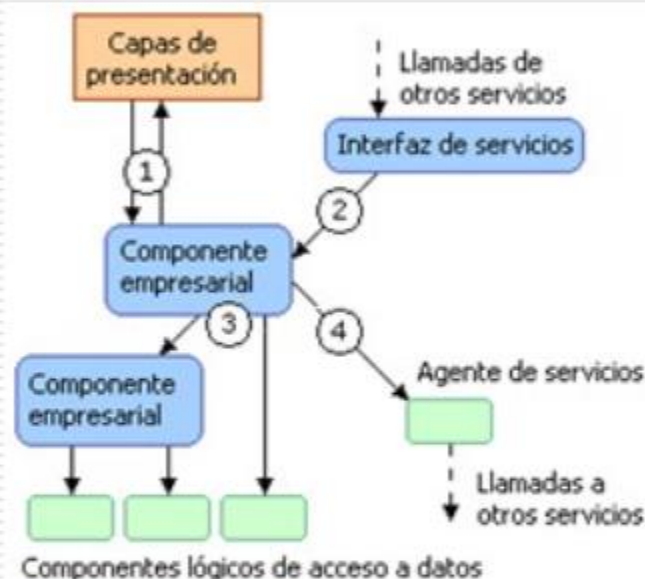 Capas de
presentación
Llamadas de
otros servicios
Interfaz de servicios
1
2
Componente
empresarial
3
4
Componente
empresarial
Agente de servicios
Llamadas a
otros servicios
Componentes lógicos de acceso a datos